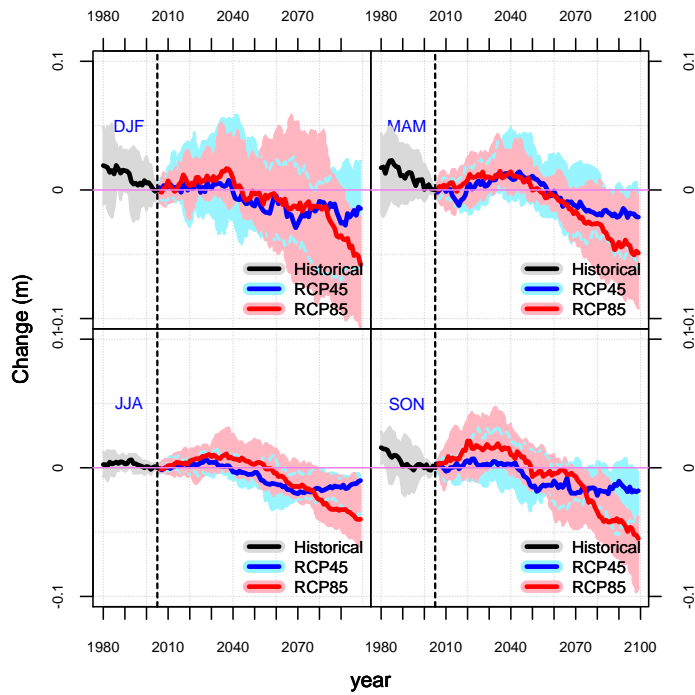 1980 2010 2040 2070 1980 2010 2040 2070 2100
0.1 0.1
DJF MAM
0 0
Historical Historical
RCP45 RCP45
RCP85 RCP85
-0.1 -0.1
Change (m)
0.1 0.1
JJA SON
0 0
Historical Historical
RCP45 RCP45
RCP85 RCP85
-0.1 -0.1
1980 2010 2040 2070 1980 2010 2040 2070 2100
year